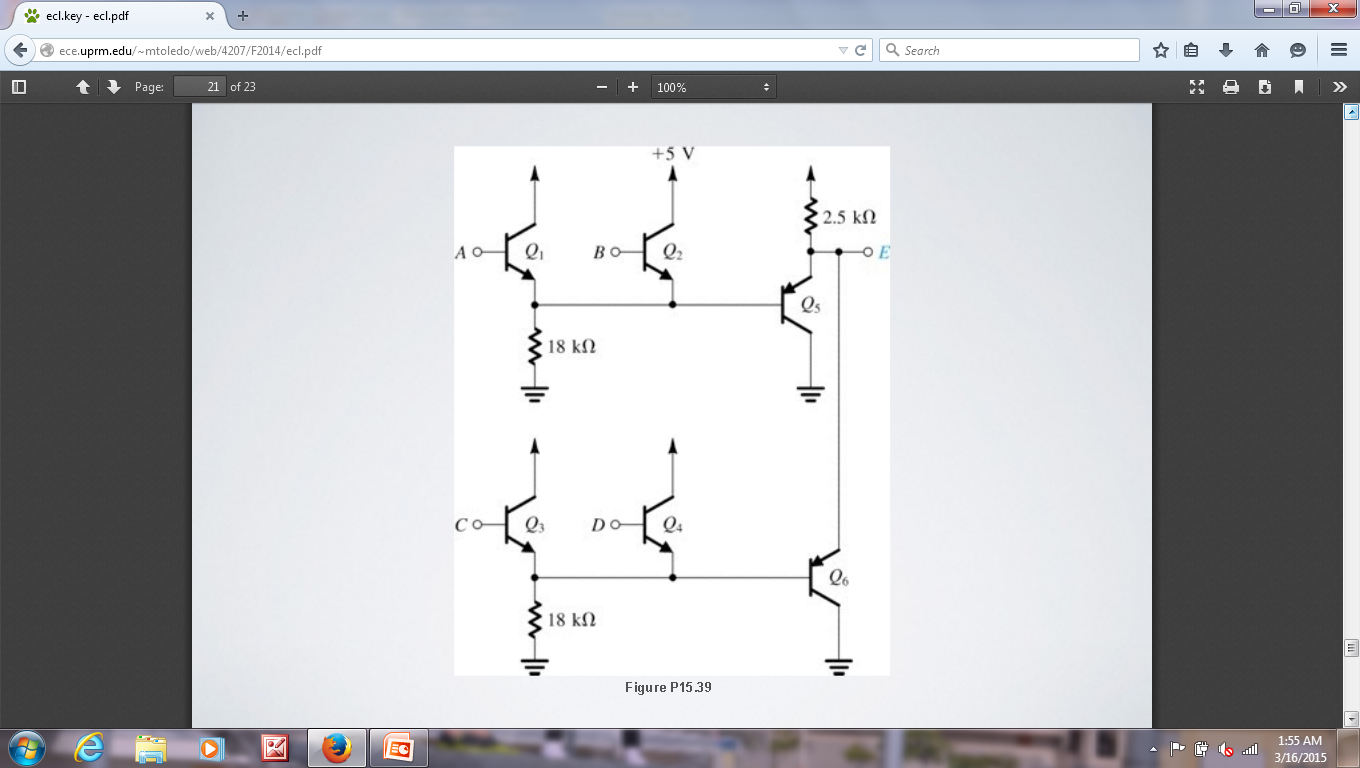 ecl.key - ecl.pdf
ece.uprm.edu/~mtoledo/web/4207/F2014/ecl.pdf
Search
Page: 21 of 23
100%
+5 V
2.5 kΩ
A Q1 B Q2 E
Q5
18 kΩ
C Q3 D Q4
Q6
18 kΩ
Figure P15.39
1:55 AM
3/16/2015